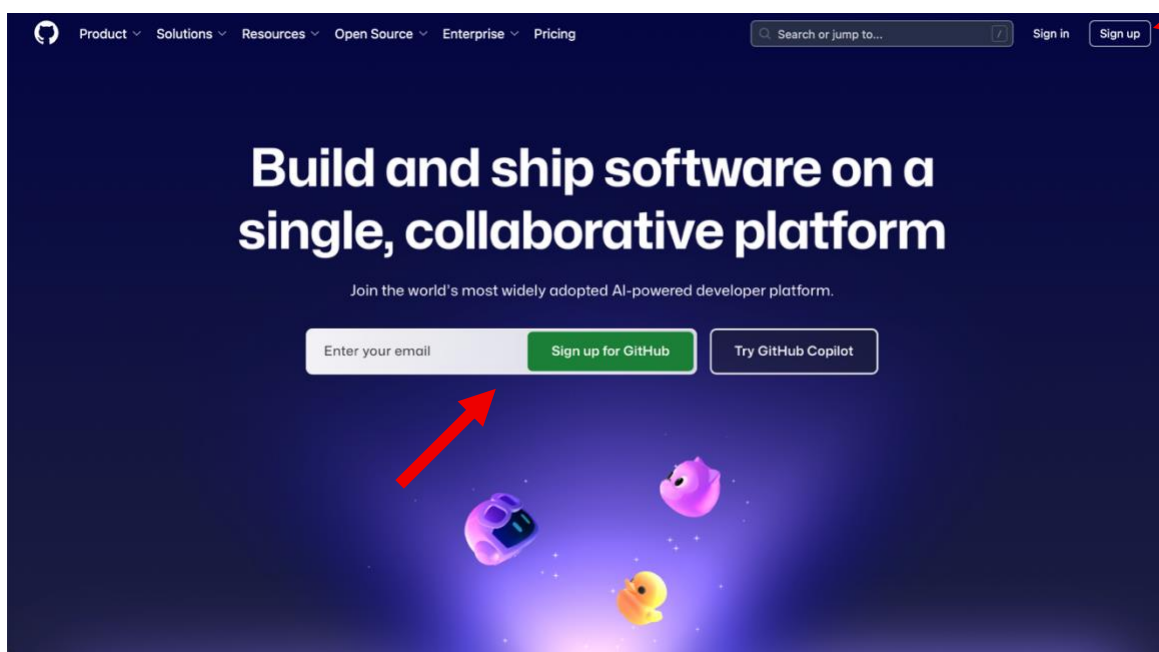 Product Solutions Resources Open Source Enterprise Pricing Search or jump to... / Sign in Sign up
Build and ship software on a
single, collaborative platform
Join the world's most widely adopted AI-powered developer platform.
Enter your email Sign up for GitHub Try GitHub Copilot